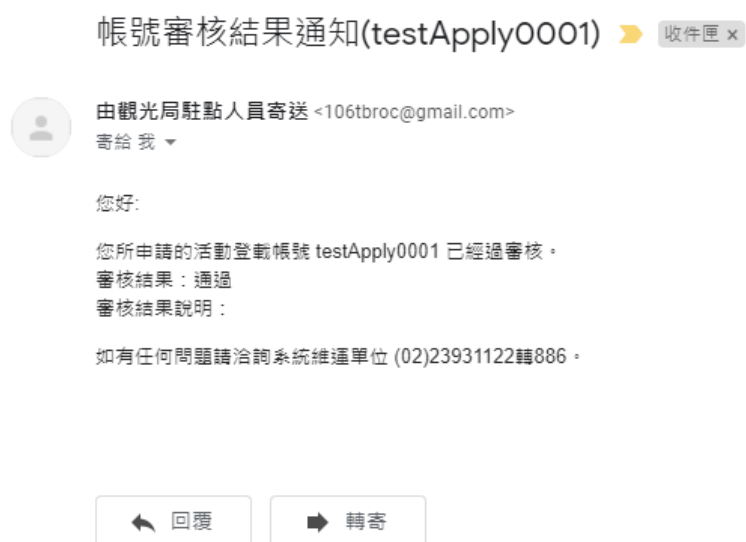 帳號審核結果通知(testApply0001) 收件匣 ×
由觀光局駐點人員寄送 <106tbroc@gmail.com>
寄給 我
您好:
您所申請的活動登載帳號 testApply0001 已經過審核。
審核結果：通過
審核結果說明：
如有任何問題請洽詢系統維運單位 (02)23931122轉886。
回覆 轉寄